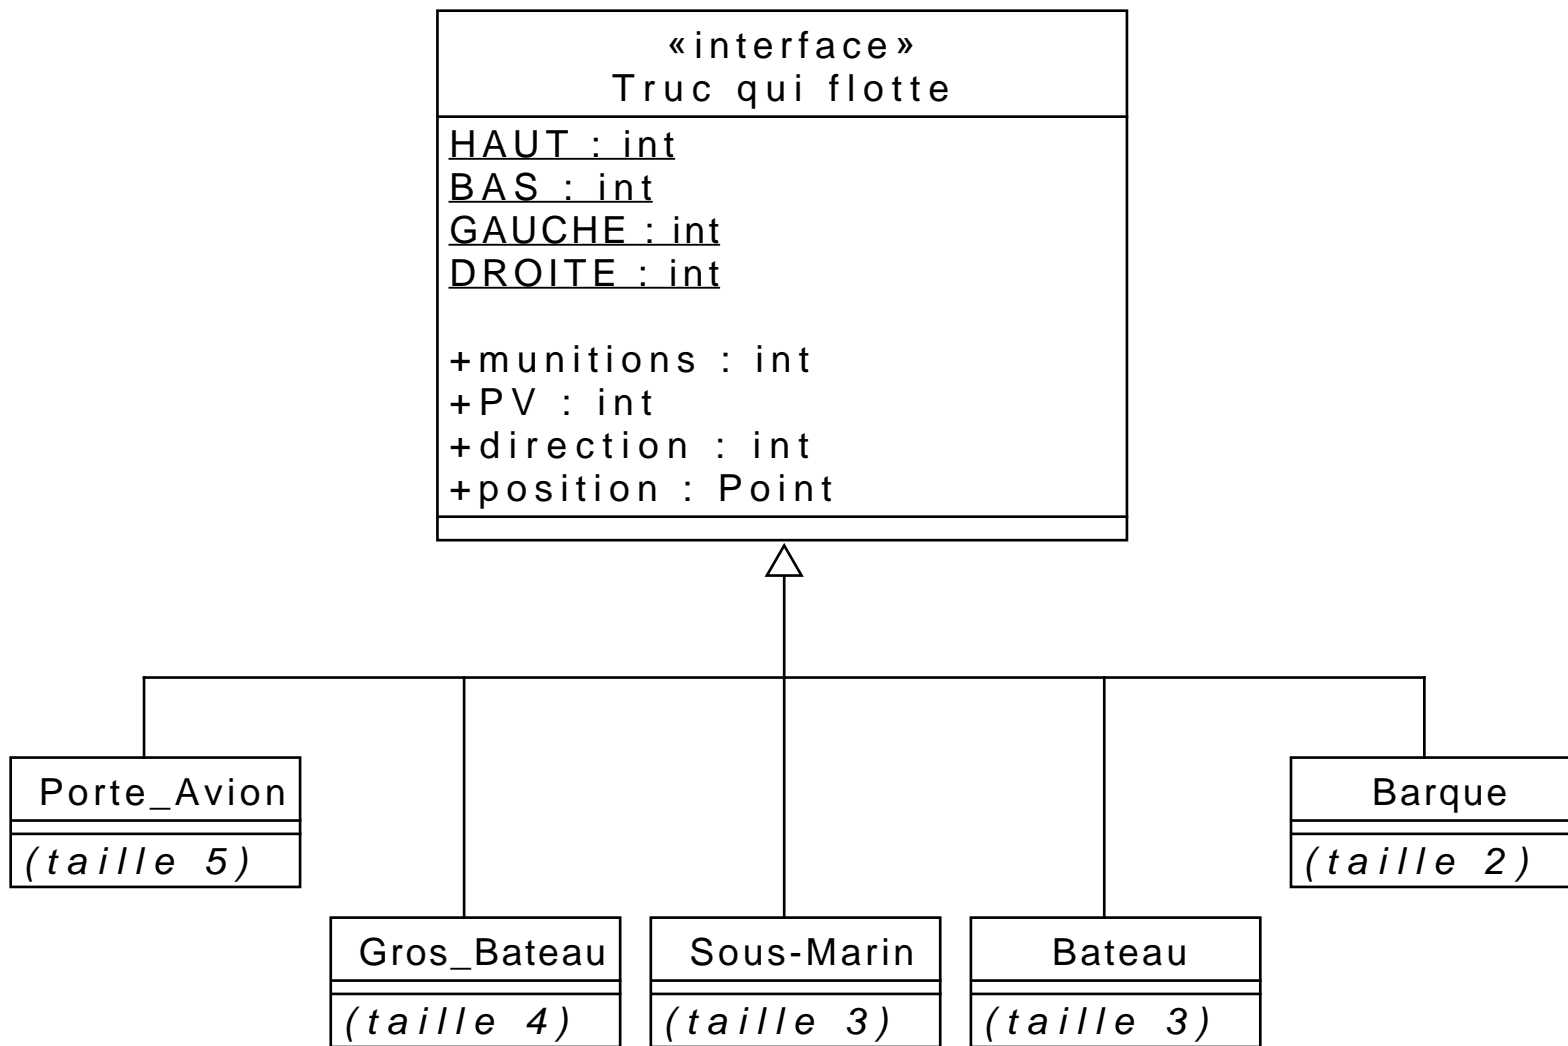 «interface»
Truc qui flotte
HAUT : int
BAS : int
GAUCHE : int
DROITE : int
+munitions : int
+PV : int
+direction : int
+position : Point
Porte_Avion
(taille 5)
Barque
(taille 2)
Gros_Bateau
(taille 4)
Sous-Marin
(taille 3)
Bateau
(taille 3)